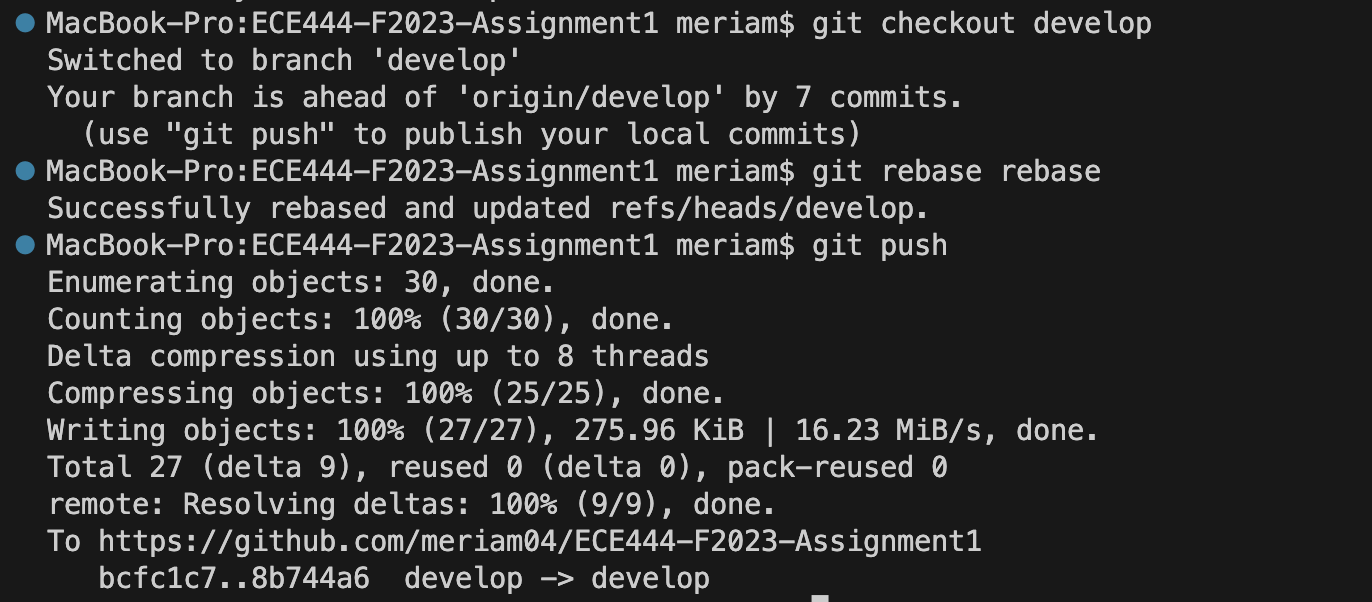 MacBook-Pro:ECE444-F2023-Assignment1 meriam$ git checkout develop
Switched to branch 'develop'
Your branch is ahead of 'origin/develop' by 7 commits.
  (use "git push" to publish your local commits)
MacBook-Pro:ECE444-F2023-Assignment1 meriam$ git rebase rebase
Successfully rebased and updated refs/heads/develop.
MacBook-Pro:ECE444-F2023-Assignment1 meriam$ git push
Enumerating objects: 30, done.
Counting objects: 100% (30/30), done.
Delta compression using up to 8 threads
Compressing objects: 100% (25/25), done.
Writing objects: 100% (27/27), 275.96 KiB | 16.23 MiB/s, done.
Total 27 (delta 9), reused 0 (delta 0), pack-reused 0
remote: Resolving deltas: 100% (9/9), done.
To https://github.com/meriam04/ECE444-F2023-Assignment1
   bcfc1c7..8b744a6  develop -> develop